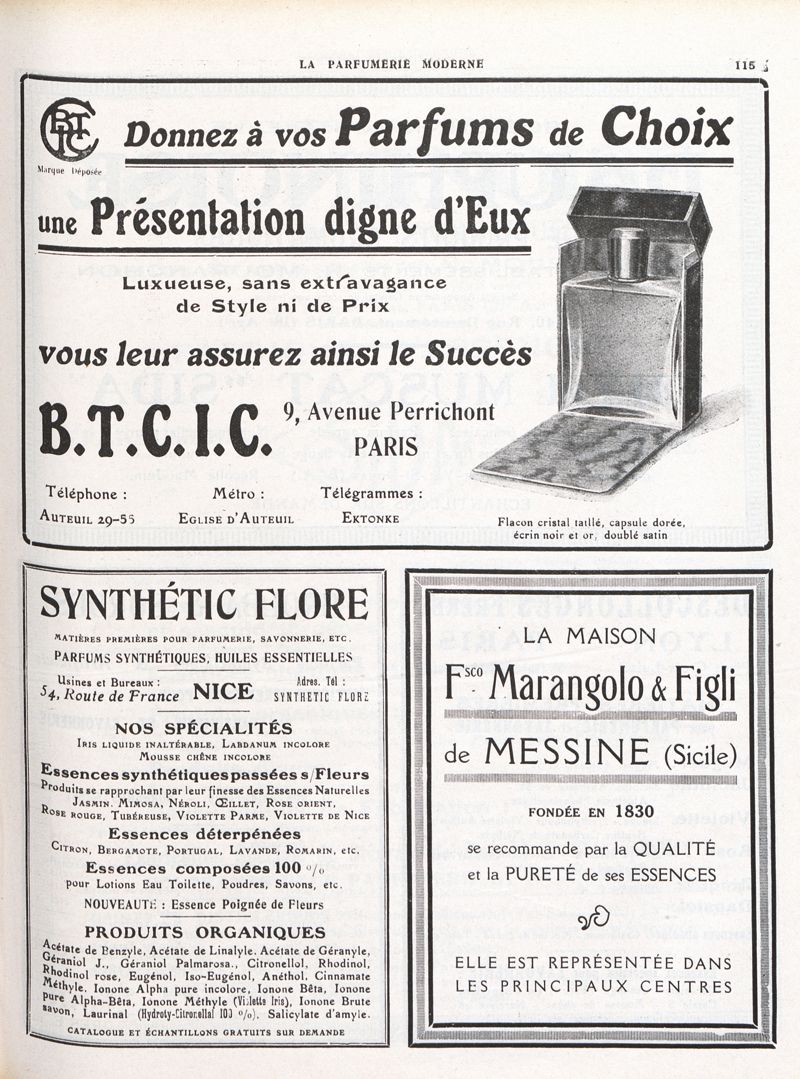 LA PARFUMERIE MODERNE
115
BTCIC
Marque Déposée
Donnez à vos Parfums de Choix
une Présentation digne d'Eux
Luxueuse, sans extravagance
de Style ni de Prix
vous leur assurez ainsi le Succès
B.T.C.I.C.
9, Avenue Perrichont
PARIS
Téléphone :
Métro :
Télégrammes :
AUTEUIL 29-55
EGLISE D'AUTEUIL
EKTONKE
Flacon cristal taillé, capsule dorée,
écrin noir et or, doublé satin
SYNTHÉTIC FLORE
MATIÈRES PREMIÈRES POUR PARFUMERIE, SAVONNERIE, ETC.
PARFUMS SYNTHÉTIQUES, HUILES ESSENTIELLES
Usines et Bureaux :
54, Route de France
NICE
Adres. Tel :
SYNTHETIC FLORE
NOS SPÉCIALITÉS
IRIS LIQUIDE INALTÉRABLE, LABDANUM INCOLORE
MOUSSE CHÊNE INCOLORE
Essences synthétiques passées s/Fleurs
Produits se rapprochant par leur finesse des Essences Naturelles
JASMIN, MIMOSA, NÉROLI, ŒILLET, ROSE ORIENT,
ROSE ROUGE, TUBÉREUSE, VIOLETTE PARME, VIOLETTE DE NICE
Essences déterpénées
CITRON, BERGAMOTE, PORTUGAL, LAVANDE, ROMARIN, ETC.
Essences composées 100 %
pour Lotions Eau Toilette, Poudres, Savons, etc.
NOUVEAUTÉ : Essence Poignée de Fleurs
PRODUITS ORGANIQUES
Acétate de Benzyle, Acétate de Linalyle. Acétate de Géranyle,
Géraniol J., Géraniol Palmarosa., Citronellol, Rhodinol,
Rhodinol rose, Eugénol, Iso-Eugénol, Anéthol, Cinnamate
Méthyle. Ionone Alpha pure incolore, Ionone Bêta, Ionone
pure Alpha-Bêta, Ionone Méthyle (Violette Iris), Ionone Brute
savon, Laurinal (Hydroty-Citronellal 100 %). Salicylate d'amyle.
CATALOGUE ET ÉCHANTILLONS GRATUITS SUR DEMANDE
LA MAISON
Fsco Marangolo & Figli
de MESSINE (Sicile)
FONDÉE EN 1830
se recommande par la QUALITÉ
et la PURETÉ de ses ESSENCES
ELLE EST REPRÉSENTÉE DANS
LES PRINCIPAUX CENTRES